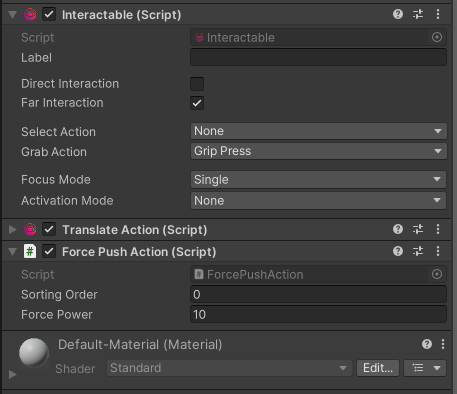 Interactable (Script)
Script Interactable
Label
Direct Interaction
Far Interaction
Select Action None
Grab Action Grip Press
Focus Mode Single
Activation Mode None
Translate Action (Script)
# Force Push Action (Script)
Script # ForcePushAction
Sorting Order 0
Force Power 10
Default-Material (Material)
Shader Standard Edit...